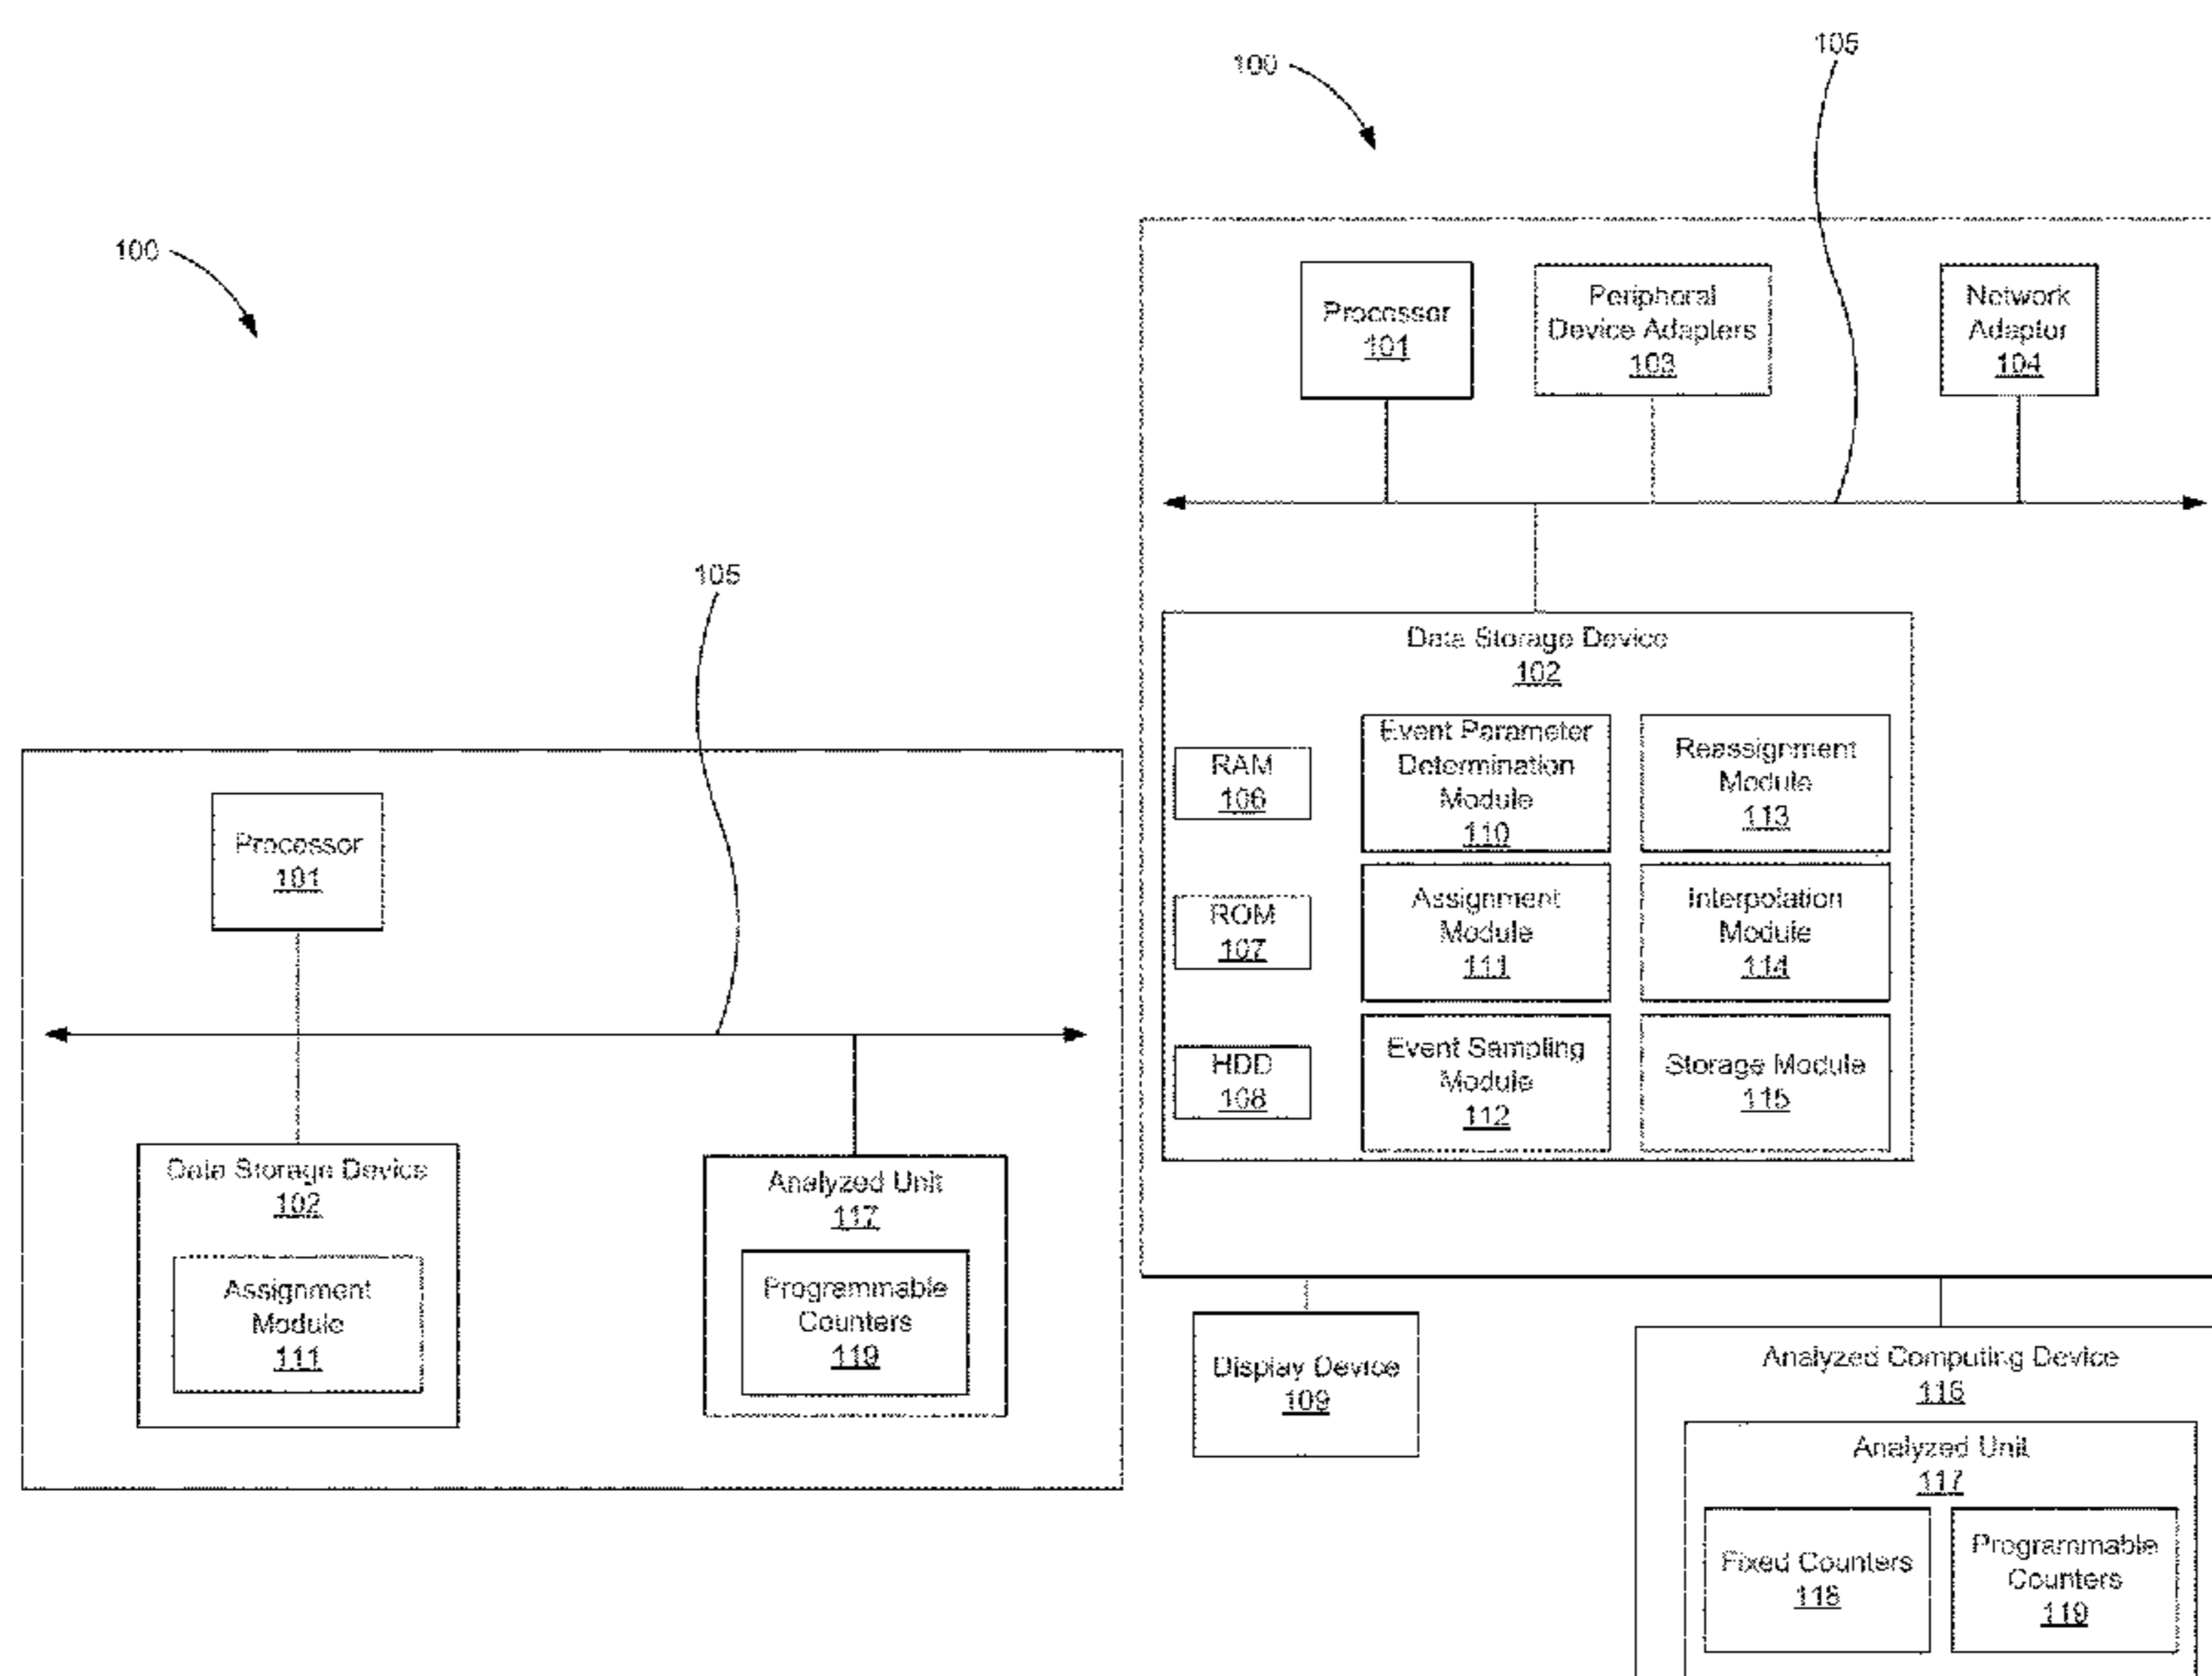 100
105
Processor
101
Data Storage Device
102
Assignment
Module
111
Analyzed Unit
117
Programmable
Counters
119
100
105
Processor
101
Peripheral
Device Adapters
103
Network
Adaptor
104
Data Storage Device
102
RAM
106
ROM
107
HDD
108
Event Parameter
Determination
Module
110
Reassignment
Module
113
Assignment
Module
111
Interpolation
Module
114
Event Sampling
Module
112
Storage Module
115
Display Device
109
Analyzed Computing Device
116
Analyzed Unit
117
Fixed Counters
118
Programmable
Counters
119